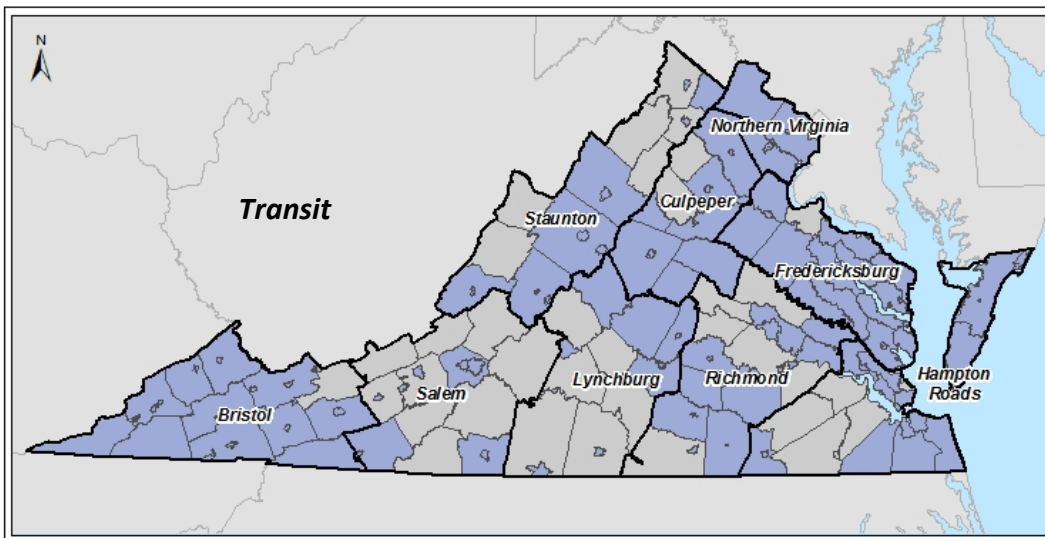 N
Northern Virginia
Transit
Staunton
Culpeper
Fredericksburg
Hampton
Roads
Lynchburg
Richmond
Salem
Bristol